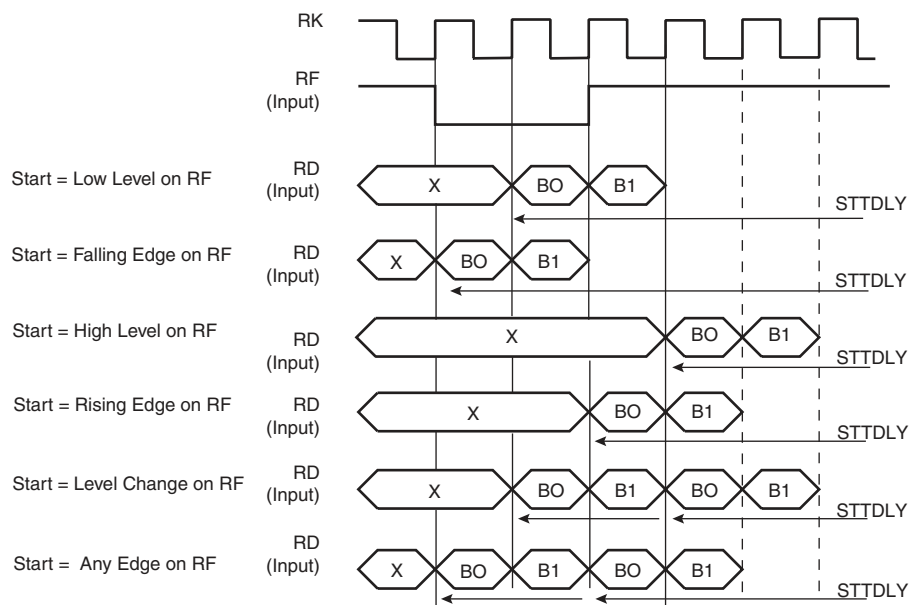 RK
RF
(Input)
Start = Low Level on RF
RD
(Input)
X
BO
B1
STTDLY
Start = Falling Edge on RF
RD
(Input)
X
BO
B1
STTDLY
Start = High Level on RF
RD
(Input)
X
BO
B1
STTDLY
Start = Rising Edge on RF
RD
(Input)
X
BO
B1
STTDLY
Start = Level Change on RF
RD
(Input)
X
BO
B1
BO
B1
STTDLY
Start = Any Edge on RF
RD
(Input)
X
BO
B1
BO
B1
STTDLY